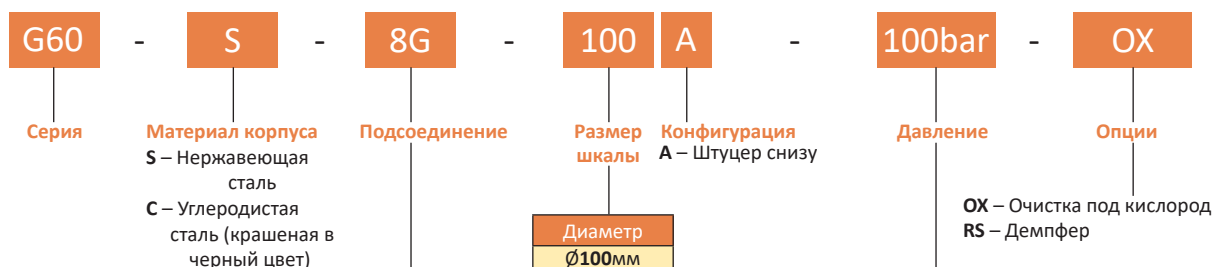 G60 - S - 8G - 100 A - 100bar - OX
Серия
Материал корпуса
S – Нержавеющая
сталь
C – Углеродистая
сталь (крашеная в
черный цвет)
Подсоединение
Размер
шкалы
Диаметр
Ø100мм
Конфигурация
A – Штуцер снизу
Давление
Опции
OX – Очистка под кислород
RS – Демпфер